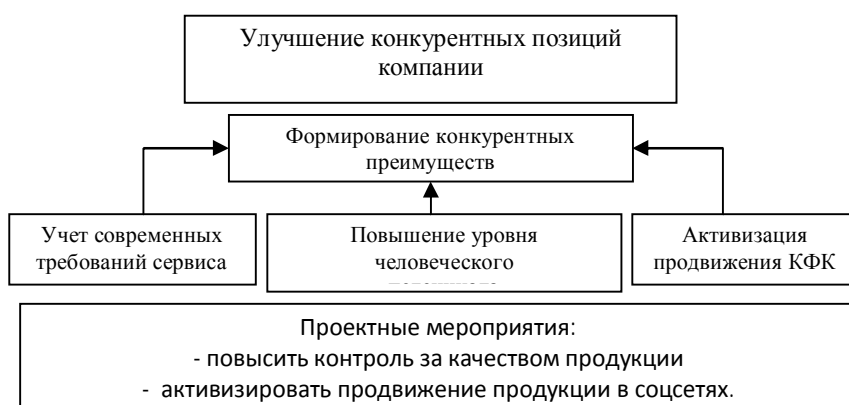 Улучшение конкурентных позиций
компании
Формирование конкурентных
преимуществ
Учет современных
требований сервиса
Повышение уровня
человеческого
Активизация
продвижения КФК
Проектные мероприятия:
- повысить контроль за качеством продукции
- активизировать продвижение продукции в соцсетях.